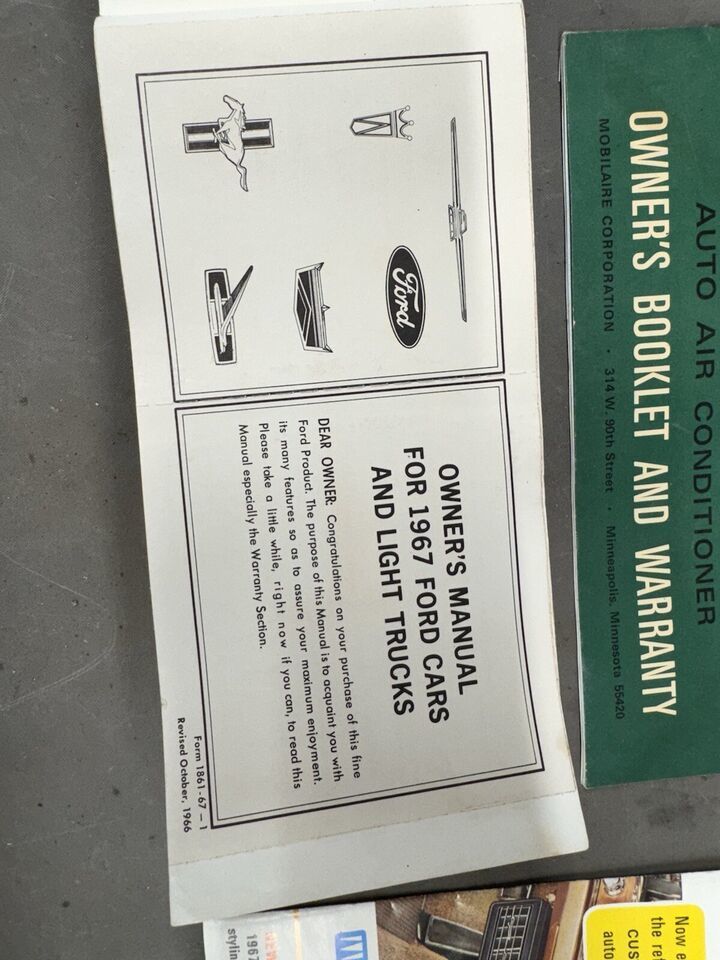 AUTO AIR CONDITIONER
OWNER'S BOOKLET AND WARRANTY
MOBILAIRE CORPORATION • 314 W. 90th Street • Minneapolis, Minnesota 55420
Ford
OWNER'S MANUAL
FOR 1967 FORD CARS
AND LIGHT TRUCKS
DEAR OWNER: Congratulations on your purchase of this fine
Ford Product. The purpose of this Manual is to acquaint you with
its many features so as to assure your maximum enjoyment.
Please take a little while, right now if you can, to read this
Manual especially the Warranty Section.
Form 1861-67 — 1
Revised October, 1966
Now
the
CUS
auto
196